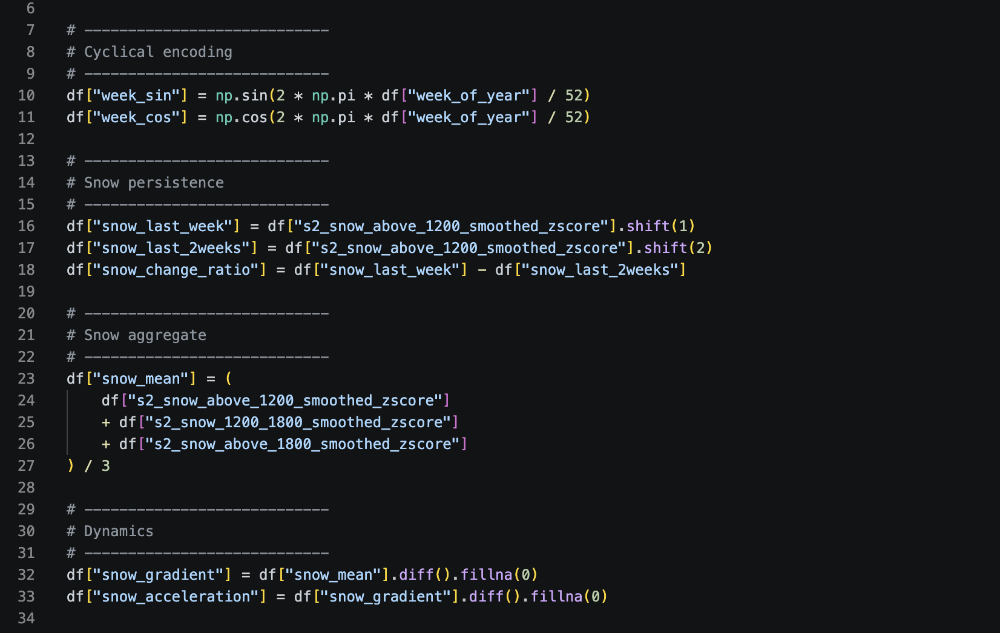 6
7 # ----------------------------
8 # Cyclical encoding
9 # ----------------------------
10 df["week_sin"] = np.sin(2 * np.pi * df["week_of_year"] / 52)
11 df["week_cos"] = np.cos(2 * np.pi * df["week_of_year"] / 52)
12
13 # ----------------------------
14 # Snow persistence
15 # ----------------------------
16 df["snow_last_week"] = df["s2_snow_above_1200_smoothed_zscore"].shift(1)
17 df["snow_last_2weeks"] = df["s2_snow_above_1200_smoothed_zscore"].shift(2)
18 df["snow_change_ratio"] = df["snow_last_week"] - df["snow_last_2weeks"]
19
20 # ----------------------------
21 # Snow aggregate
22 # ----------------------------
23 df["snow_mean"] = (
24     df["s2_snow_above_1200_smoothed_zscore"]
25     + df["s2_snow_1200_1800_smoothed_zscore"]
26     + df["s2_snow_above_1800_smoothed_zscore"]
27 ) / 3
28
29 # ----------------------------
30 # Dynamics
31 # ----------------------------
32 df["snow_gradient"] = df["snow_mean"].diff().fillna(0)
33 df["snow_acceleration"] = df["snow_gradient"].diff().fillna(0)
34